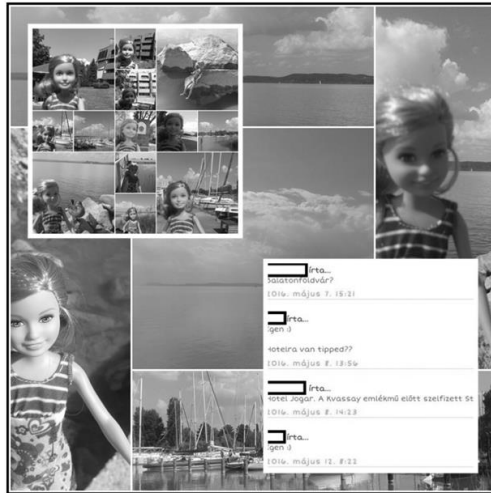 írta...
Balatonföldvár?
2016. május 7. 15:21
írta...
Igen :)
Hotelra van tipped??
2016. május 8. 13:56
írta...
Hotel Jogar. A Kvassay emlékmű előtt szelfizett St
2016. május 8. 14:23
írta...
Igen :)
2016. május 12. 8:22